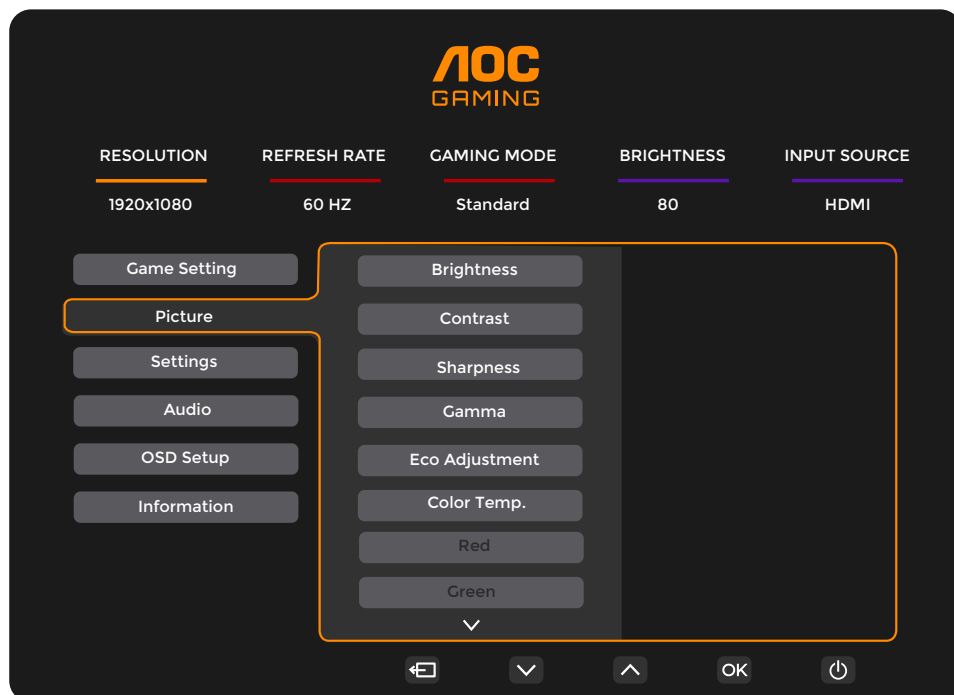 AOC
GAMING
RESOLUTION REFRESH RATE GAMING MODE BRIGHTNESS INPUT SOURCE
1920x1080 60 HZ Standard 80 HDMI
Game Setting
Picture
Settings
Audio
OSD Setup
Information
Brightness
Contrast
Sharpness
Gamma
Eco Adjustment
Color Temp.
Red
Green
OK